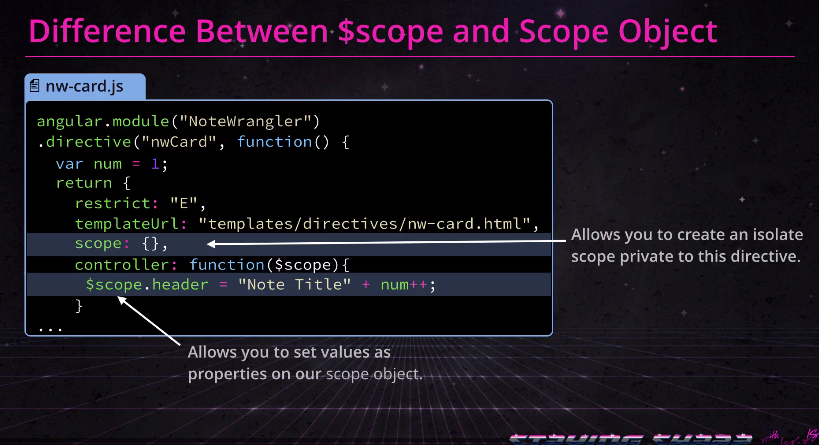 Difference Between $scope and Scope Object
nw-card.js
angular.module("NoteWrangler")
.directive("nwCard", function() {
var num = 1;
return {
restrict: "E",
templateUrl: "templates/directives/nw-card.html",
scope: {},
controller: function($scope){
$scope.header = "Note Title" + num++;
}
...
Allows you to create an isolate
scope private to this directive.
Allows you to set values as
properties on our scope object.